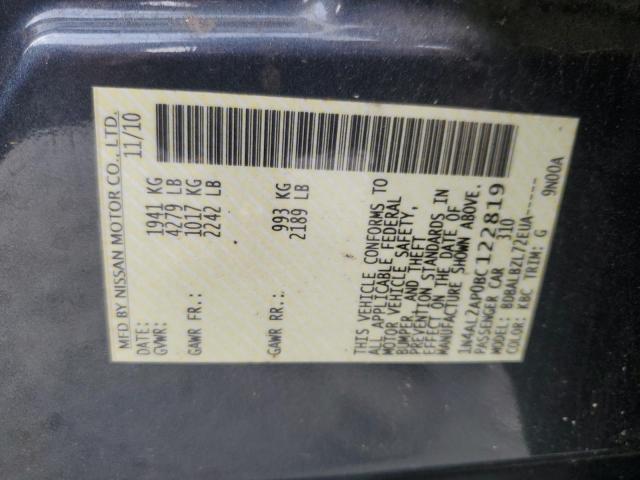 MFD BY NISSAN MOTOR CO., LTD.
DATE: 11/10
GVWR: 1941 KG
4279 LB
GAWR FR.: 1017 KG
2242 LB
GAWR RR.: 993 KG
2189 LB
THIS VEHICLE CONFORMS TO
ALL APPLICABLE FEDERAL
MOTOR VEHICLE SAFETY,
BUMPER, AND THEFT
PREVENTION STANDARDS IN
EFFECT ON THE DATE OF
MANUFACTURE SHOWN ABOVE.
1N4AL2AP0BC122819
PASSENGER CAR 310
MODEL: BDBALBZL72EUA-----
COLOR: KBC TRIM: G 9N00A